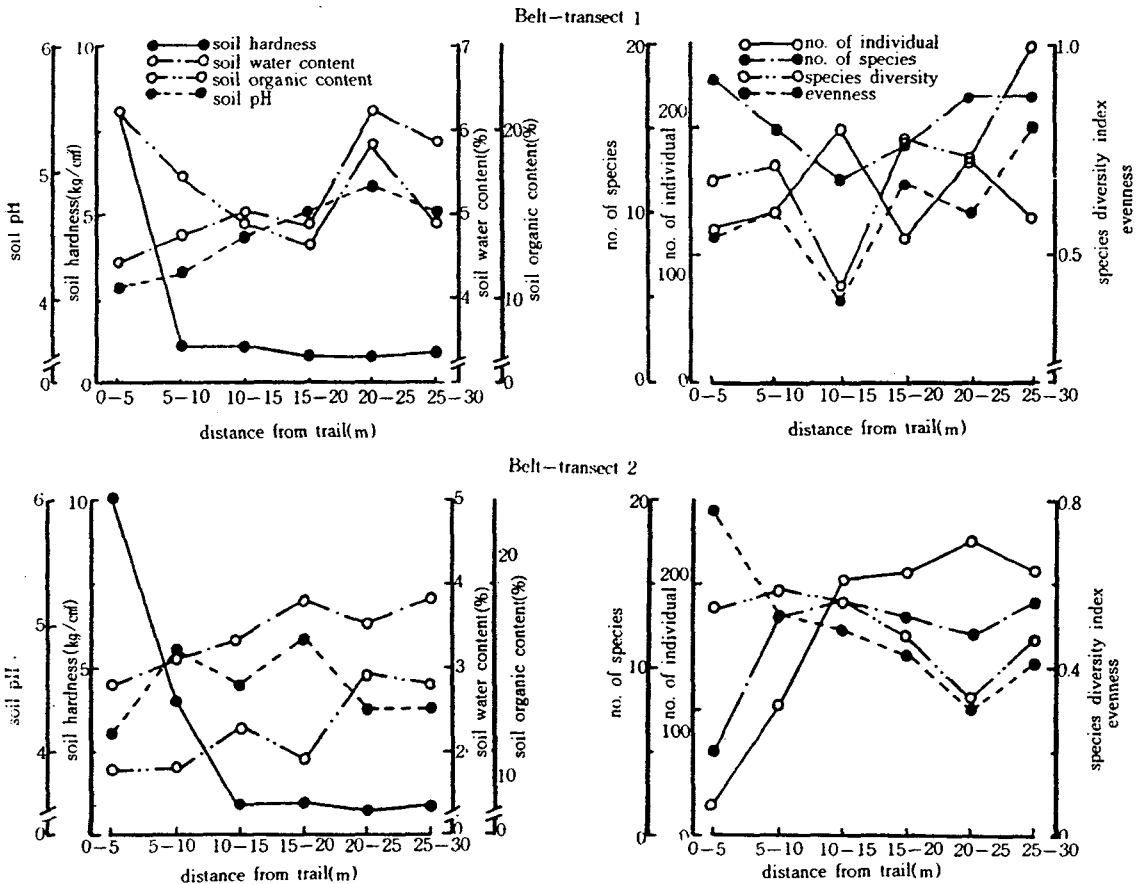 Belt-transect 1
soil hardness
soil water content
soil organic content
soil pH
6
5
4
0
soil pH
10
5
0
soil hardness(kg/cm²)
7
6
5
4
soil water content(%)
20
10
0
soil organic content(%)
0-5 5-10 10-15 15-20 20-25 25-30
distance from trail(m)
no. of individual
no. of species
species diversity
evenness
20
10
0
no. of species
200
100
0
no. of individual
1.0
0.5
species diversity index
evenness
0-5 5-10 10-15 15-20 20-25 25-30
distance from trail(m)
Belt-transect 2
6
5
4
0
soil pH
10
5
soil hardness(kg/cm²)
5
4
3
2
0
soil water content(%)
20
10
0
soil organic content(%)
0-5 5-10 10-15 15-20 20-25 25-30
distance from trail(m)
20
10
0
no. of species
200
100
0
no. of individual
0.8
0.4
0
species diversity index
evenness
0-5 5-10 10-15 15-20 20-25 25-30
distance from trail(m)